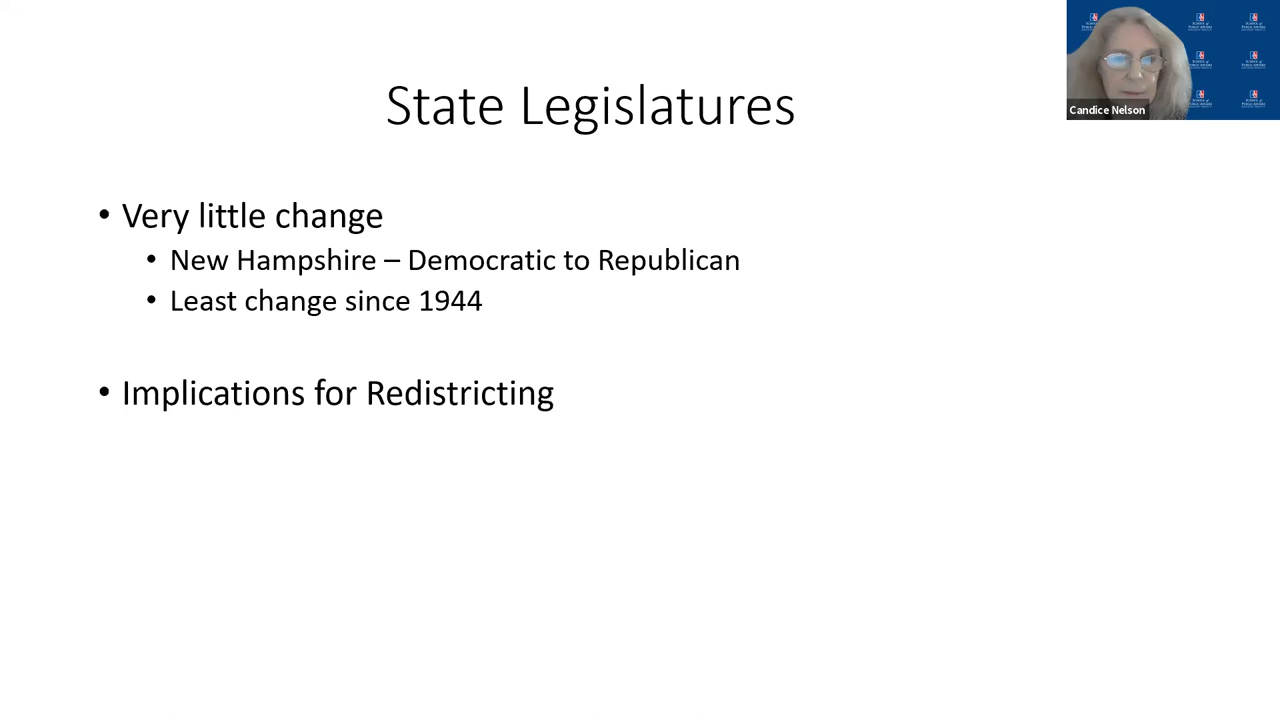 State Legislatures
• Very little change
• New Hampshire – Democratic to Republican
• Least change since 1944
• Implications for Redistricting
Candice Nelson